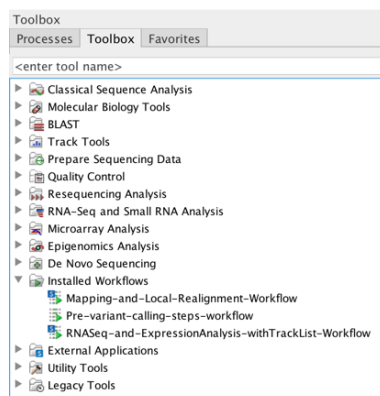 Toolbox
Processes Toolbox Favorites
<enter tool name>
Classical Sequence Analysis
Molecular Biology Tools
BLAST
Track Tools
Prepare Sequencing Data
Quality Control
Resequencing Analysis
RNA-Seq and Small RNA Analysis
Microarray Analysis
Epigenomics Analysis
De Novo Sequencing
Installed Workflows
Mapping-and-Local-Realignment-Workflow
Pre-variant-calling-steps-workflow
RNASeq-and-ExpressionAnalysis-withTrackList-Workflow
External Applications
Utility Tools
Legacy Tools